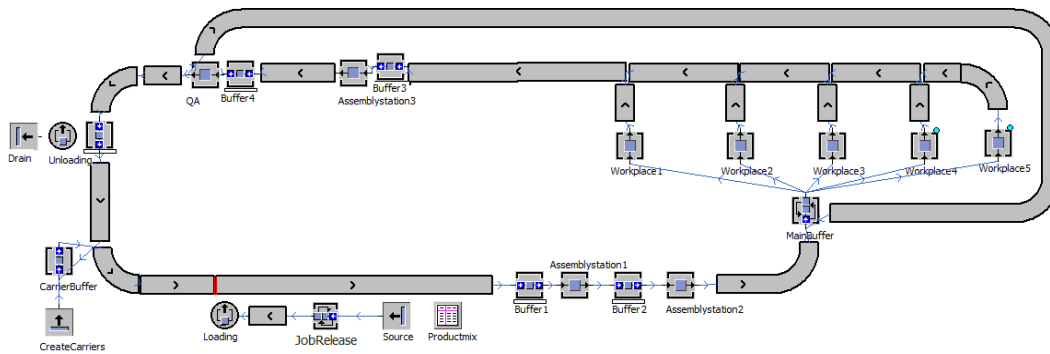 QA
Buffer4
Assemblystation3
Buffer3
Drain
Unloading
Workplace1
Workplace2
Workplace3
Workplace4
Workplace5
MainBuffer
CarrierBuffer
Assemblystation1
Buffer1
Buffer2
Assemblystation2
CreateCarriers
Loading
JobRelease
Source
Productmix